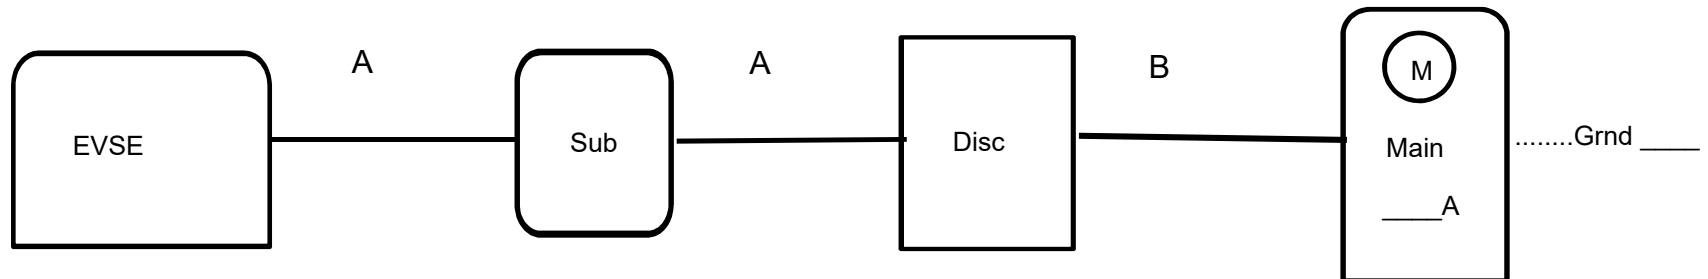 A A B
M
EVSE Sub Disc Main ........Grnd ____
____A